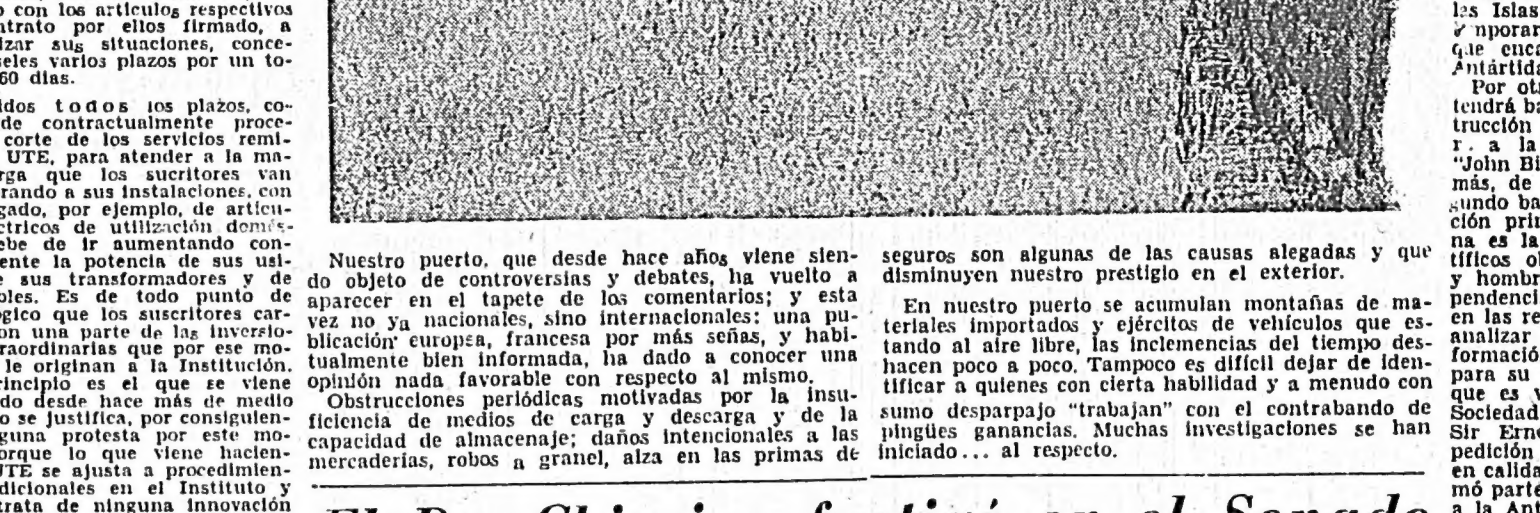 o con los artículos respectivos
ntrato por ellos firmado, a
lizar sus situaciones, conce-
seles varios plazos por un to-
60 días.
idos todos los plazos, co-
de contractualmente proce-
corte de los servicios remi-
UTE, para atender a la ma-
rga que los sucritores van
rando a sus instalaciones, con
gado, por ejemplo, de articu-
ctricos de utilización domés-
ebe de ir aumentando con-
ente la potencia de sus usi-
e sus transformadores y de
bles. Es de todo punto de
ógico que los suscritores car-
on una parte de las inversio-
raordinarias que por ese mo-
le originan a la Institución.
rincipio es el que se viene
do desde hace más de medio
o se justifica, por consiguien-
guna protesta por este mo-
orque lo que viene hacien-
UTE se ajusta a procedimien-
dicionales en el Instituto y
trata de ninguna innovación
Nuestro puerto, que desde hace años viene sien-
do objeto de controversias y debates, ha vuelto a
aparecer en el tapete de los comentarios; y esta
vez no ya nacionales, sino internacionales: una pu-
blicación europea, francesa por más señas, y habi-
tualmente bien informada, ha dado a conocer una
opinión nada favorable con respecto al mismo.
Obstrucciones periódicas motivadas por la insu-
ficiencia de medios de carga y descarga y de la
capacidad de almacenaje; daños intencionales a las
mercaderías, robos a granel, alza en las primas de
seguros son algunas de las causas alegadas y que
disminuyen nuestro prestigio en el exterior.
En nuestro puerto se acumulan montañas de ma-
teriales importados y ejércitos de vehículos que es-
tando al aire libre, las inclemencias del tiempo des-
hacen poco a poco. Tampoco es difícil dejar de iden-
tificar a quienes con cierta habilidad y a menudo con
sumo desparpajo "trabajan" con el contrabando de
pingües ganancias. Muchas investigaciones se han
iniciado... al respecto.
las Islas
nporar
que enca
Antártida
Por otr
tendrá ba
trucción
r. a la
"John Bi
más, de
gundo ba
ción prin
na es la
tíficos ob
y hombr
pendenci
en las re
analizar
formació
para su
que es v
Sociedad
Sir Erne
pedición
en calida
mó parte
a la Ant